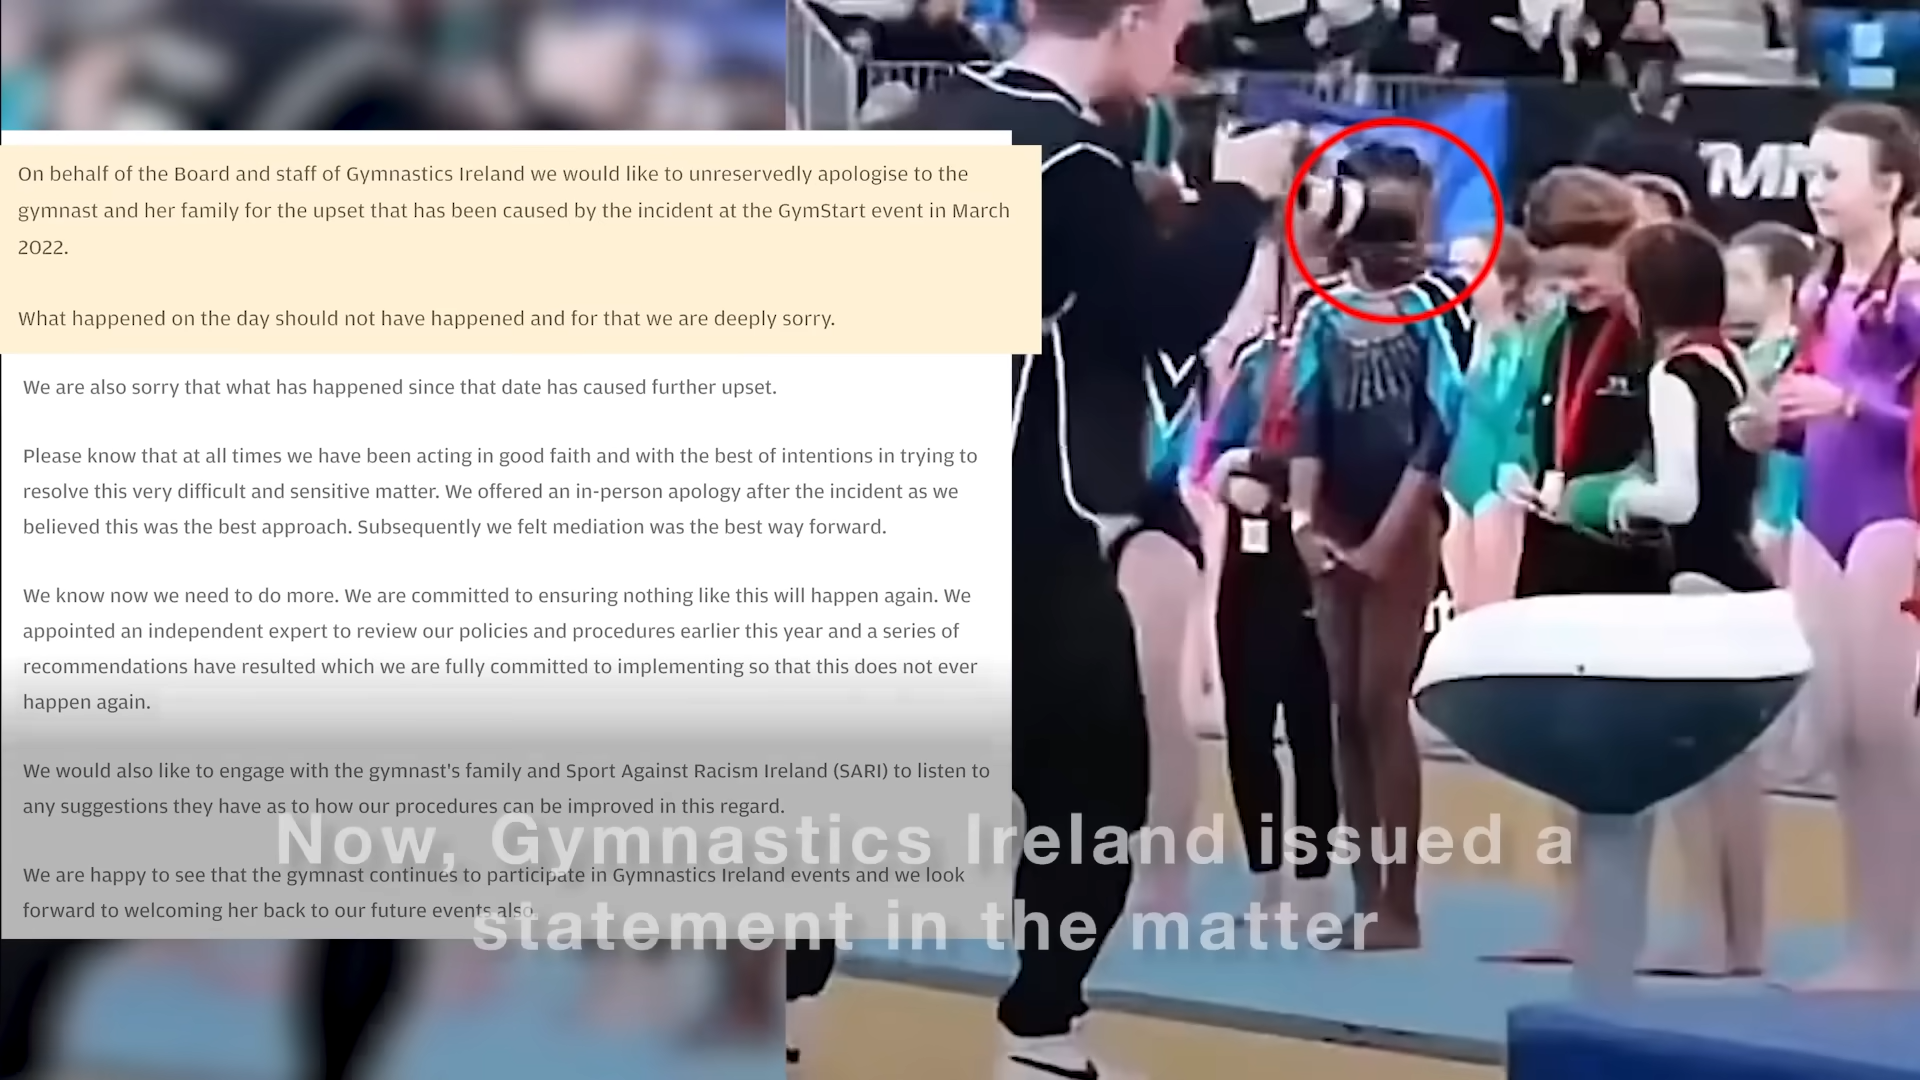 On behalf of the Board and staff of Gymnastics Ireland we would like to unreservedly apologise to the
gymnast and her family for the upset that has been caused by the incident at the GymStart event in March
2022.
What happened on the day should not have happened and for that we are deeply sorry.
We are also sorry that what has happened since that date has caused further upset.
Please know that at all times we have been acting in good faith and with the best of intentions in trying to
resolve this very difficult and sensitive matter. We offered an in-person apology after the incident as we
believed this was the best approach. Subsequently we felt mediation was the best way forward.
We know now we need to do more. We are committed to ensuring nothing like this will happen again. We
appointed an independent expert to review our policies and procedures earlier this year and a series of
recommendations have resulted which we are fully committed to implementing so that this does not ever
happen again.
We would also like to engage with the gymnast's family and Sport Against Racism Ireland (SARI) to listen to
any suggestions they have as to how our procedures can be improved in this regard.
We are happy to see that the gymnast continues to participate in Gymnastics Ireland events and we look
forward to welcoming her back to our future events also.
Now, Gymnastics Ireland issued a
statement in the matter